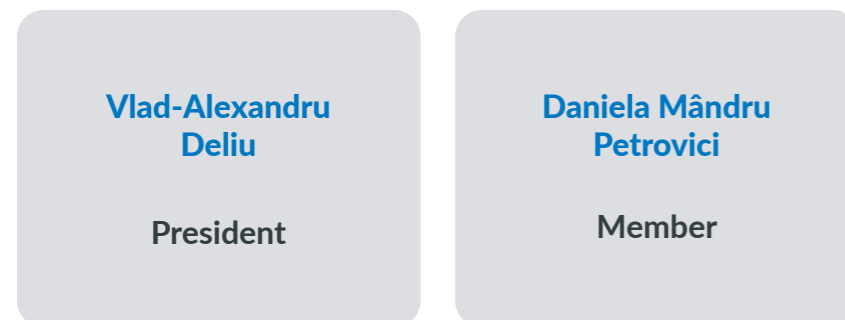 Vlad-Alexandru
Deliu
President
Daniela Mândru
Petrovici
Member